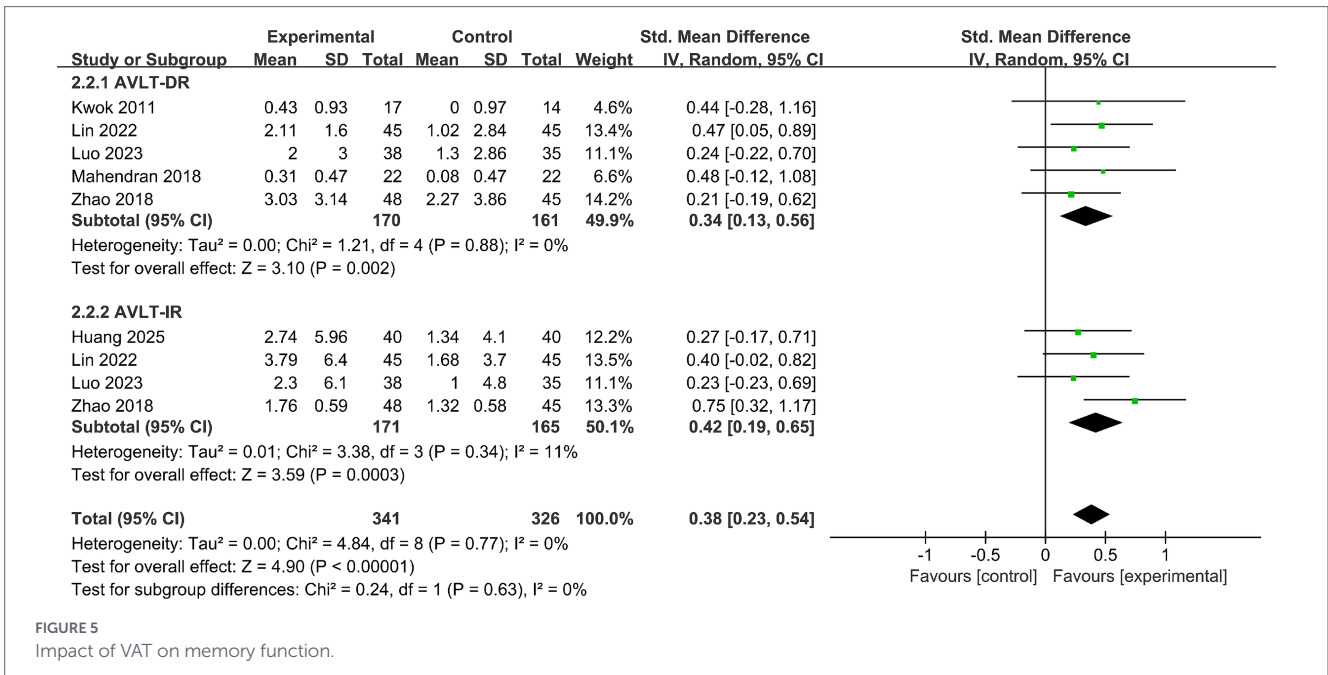 Experimental Control Std. Mean Difference Std. Mean Difference
Study or Subgroup Mean SD Total Mean SD Total Weight IV, Random, 95% CI IV, Random, 95% CI
2.2.1 AVLT-DR
Kwok 2011 0.43 0.93 17 0 0.97 14 4.6% 0.44 [-0.28, 1.16]
Lin 2022 2.11 1.6 45 1.02 2.84 45 13.4% 0.47 [0.05, 0.89]
Luo 2023 2 3 38 1.3 2.86 35 11.1% 0.24 [-0.22, 0.70]
Mahendran 2018 0.31 0.47 22 0.08 0.47 22 6.6% 0.48 [-0.12, 1.08]
Zhao 2018 3.03 3.14 48 2.27 3.86 45 14.2% 0.21 [-0.19, 0.62]
Subtotal (95% CI) 170 161 49.9% 0.34 [0.13, 0.56]
Heterogeneity: Tau² = 0.00; Chi² = 1.21, df = 4 (P = 0.88); I² = 0%
Test for overall effect: Z = 3.10 (P = 0.002)
2.2.2 AVLT-IR
Huang 2025 2.74 5.96 40 1.34 4.1 40 12.2% 0.27 [-0.17, 0.71]
Lin 2022 3.79 6.4 45 1.68 3.7 45 13.5% 0.40 [-0.02, 0.82]
Luo 2023 2.3 6.1 38 1 4.8 35 11.1% 0.23 [-0.23, 0.69]
Zhao 2018 1.76 0.59 48 1.32 0.58 45 13.3% 0.75 [0.32, 1.17]
Subtotal (95% CI) 171 165 50.1% 0.42 [0.19, 0.65]
Heterogeneity: Tau² = 0.01; Chi² = 3.38, df = 3 (P = 0.34); I² = 11%
Test for overall effect: Z = 3.59 (P = 0.0003)
Total (95% CI) 341 326 100.0% 0.38 [0.23, 0.54]
Heterogeneity: Tau² = 0.00; Chi² = 4.84, df = 8 (P = 0.77); I² = 0%
Test for overall effect: Z = 4.90 (P < 0.00001)
Test for subgroup differences: Chi² = 0.24, df = 1 (P = 0.63), I² = 0%
-1 -0.5 0 0.5 1
Favours [control] Favours [experimental]
FIGURE 5
Impact of VAT on memory function.